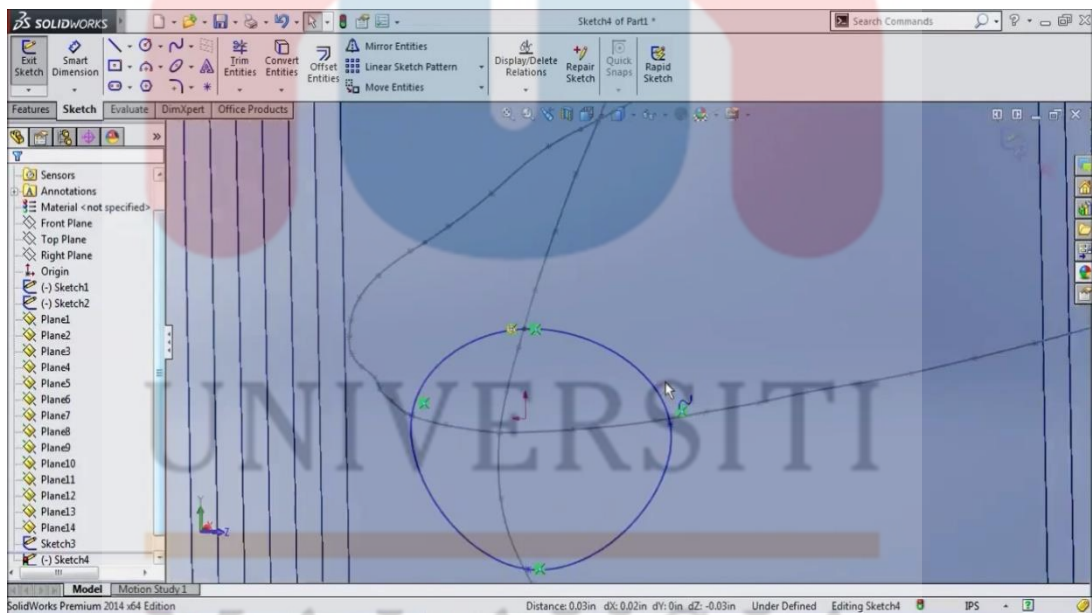 SOLIDWORKS
Sketch4 of Part1 *
Search Commands
Exit Sketch
Smart Dimension
Trim Entities
Convert Entities
Offset Entities
Mirror Entities
Linear Sketch Pattern
Move Entities
Display/Delete Relations
Repair Sketch
Quick Snaps
Rapid Sketch
Features Sketch Evaluate DimXpert Office Products
Sensors
Annotations
Material <not specified>
Front Plane
Top Plane
Right Plane
Origin
(-) Sketch1
(-) Sketch2
Plane1
Plane2
Plane3
Plane4
Plane5
Plane6
Plane7
Plane8
Plane9
Plane10
Plane11
Plane12
Plane13
Plane14
Sketch3
(-) Sketch4
UNIVERSITI
Y
Z
Model Motion Study 1
SolidWorks Premium 2014 x64 Edition
Distance: 0.03in dX: 0.02in dY: 0in dZ: -0.03in Under Defined Editing Sketch4 IPS